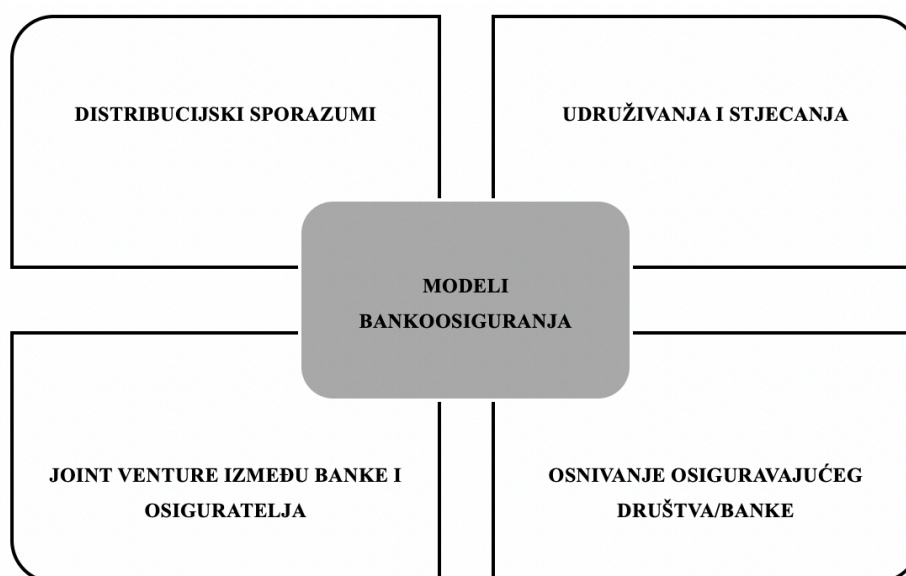 DISTRIBUCIJSKI SPORAZUMI
UDRUŽIVANJA I STJECANJA
MODELI
BANKOOSIGURANJA
JOINT VENTURE IZMEĐU BANKE I
OSIGURATELJA
OSNIVANJE OSIGURAVAJUĆEG
DRUŠTVA/BANKE